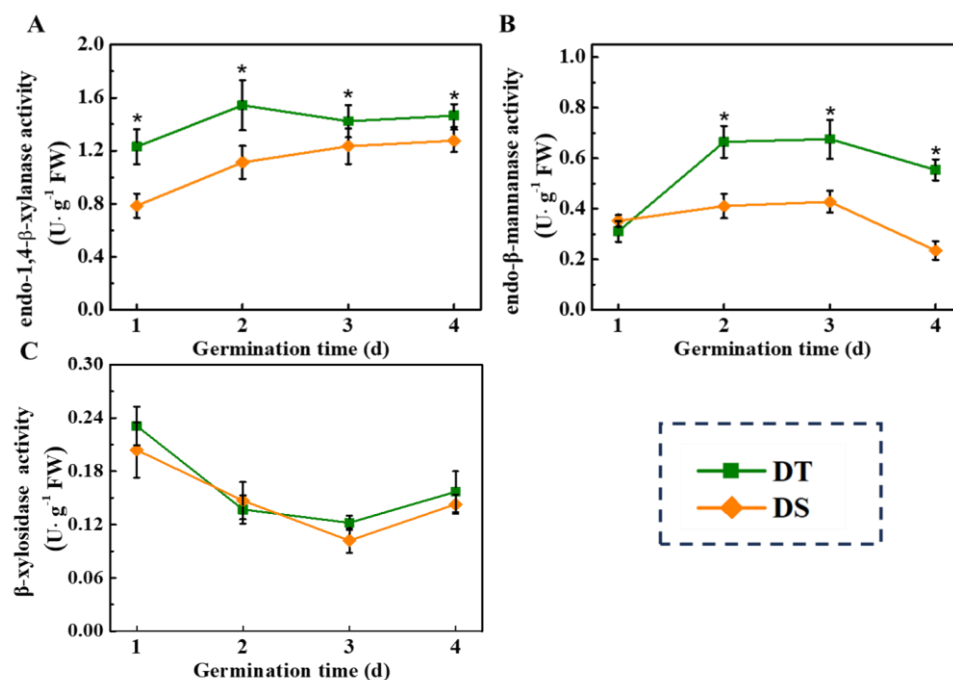 A
endo-1,4-β-xylanase activity
(U· g⁻¹ FW)
2.0
1.6
1.2
0.8
0.4
0.0
* * * *
1 2 3 4
Germination time (d)
B
endo-β-mannanase activity
(U· g⁻¹ FW)
1.0
0.8
0.6
0.4
0.2
0.0
* * *
1 2 3 4
Germination time (d)
C
β-xylosidase activity
(U· g⁻¹ FW)
0.30
0.24
0.18
0.12
0.06
0.00
1 2 3 4
Germination time (d)
DT
DS